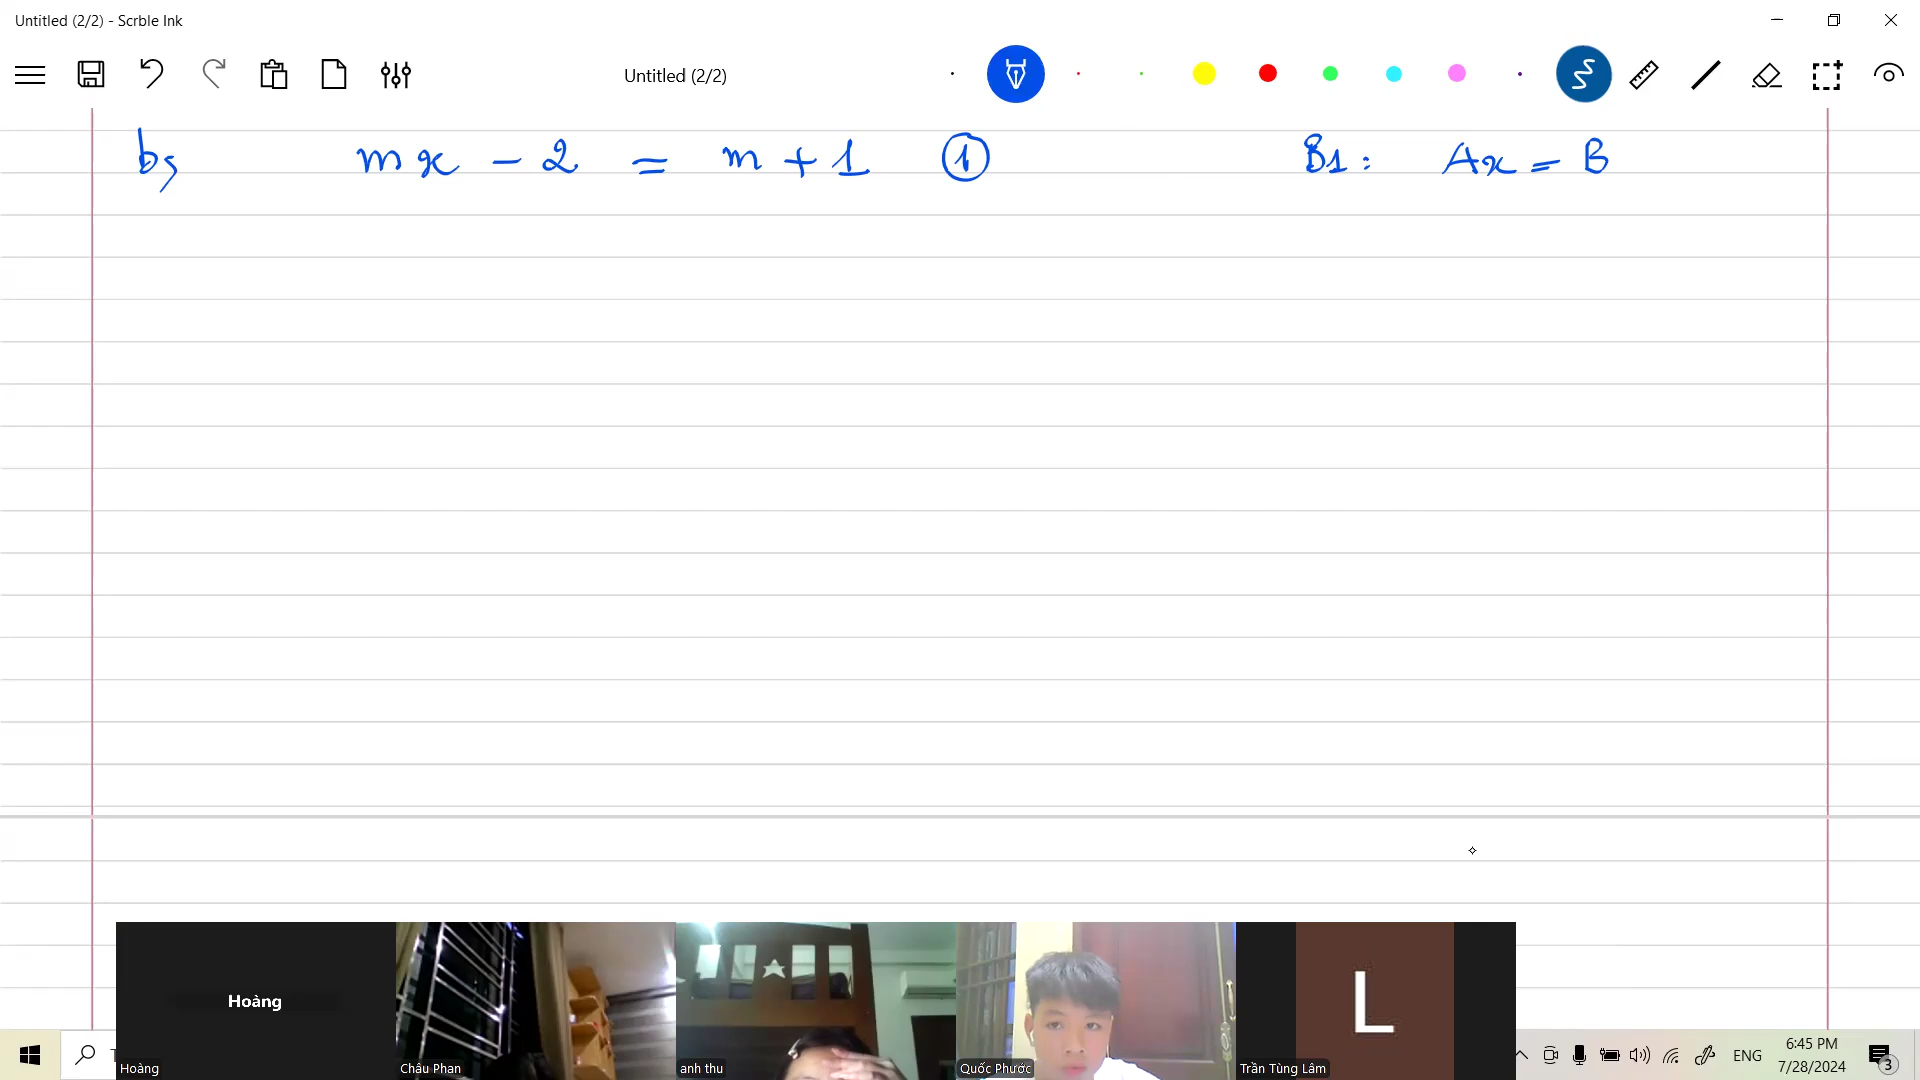 Untitled (2/2) - Scrble Ink
Untitled (2/2)
b, mx - 2 = m + 1 ① B1: Ax = B
Hoàng
L
Hoàng Châu Phan anh thu Quốc Phước Trần Tùng Lâm
T ENG
6:45 PM
7/28/2024
3